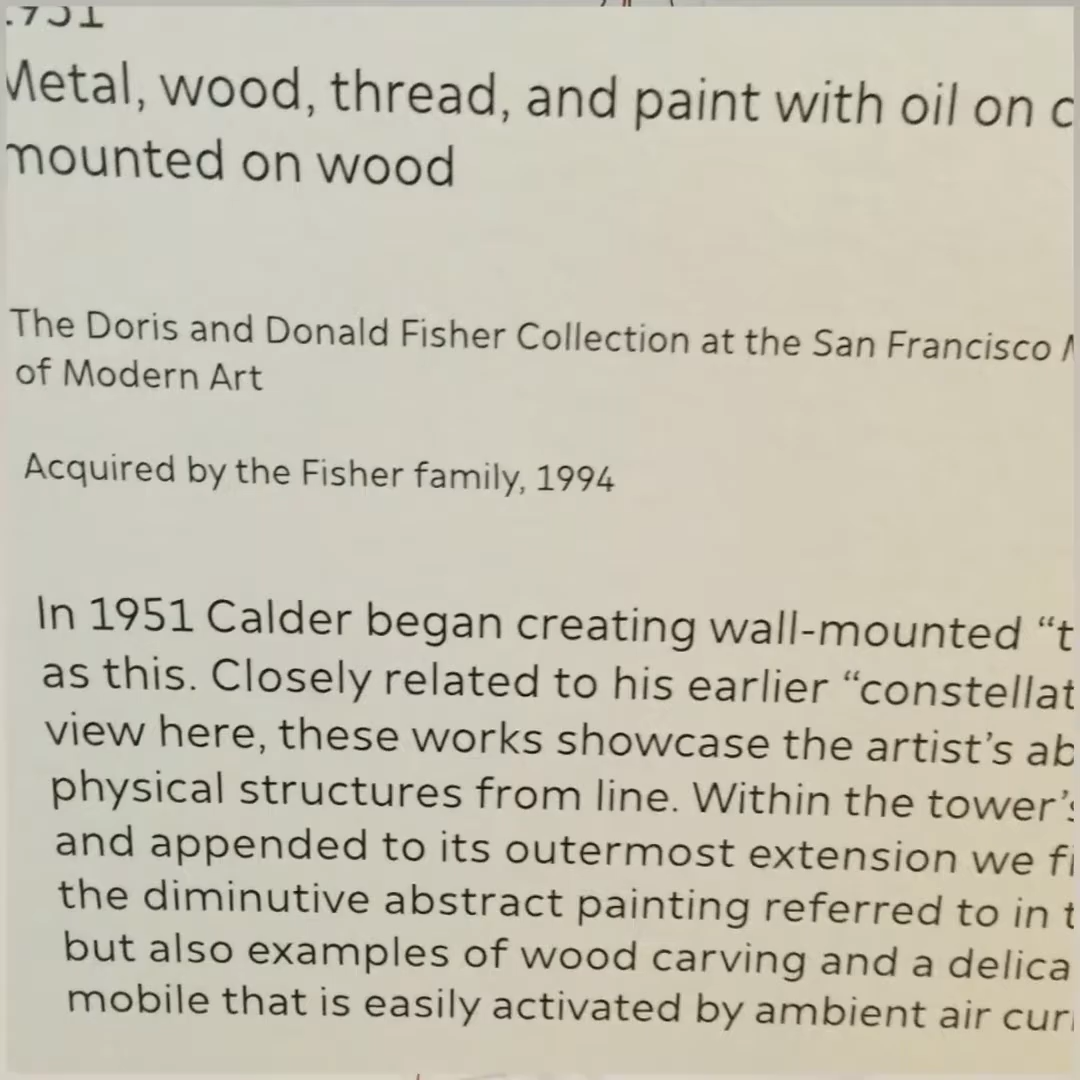 Metal, wood, thread, and paint with oil on
mounted on wood
The Doris and Donald Fisher Collection at the San Francisco
of Modern Art
Acquired by the Fisher family, 1994
In 1951 Calder began creating wall-mounted
as this. Closely related to his earlier
view here, these works showcase the artist's
physical structures from line. Within the tower's
and appended to its outermost extension we
the diminutive abstract painting referred to in
but also examples of wood carving and a
mobile that is easily activated by ambient air